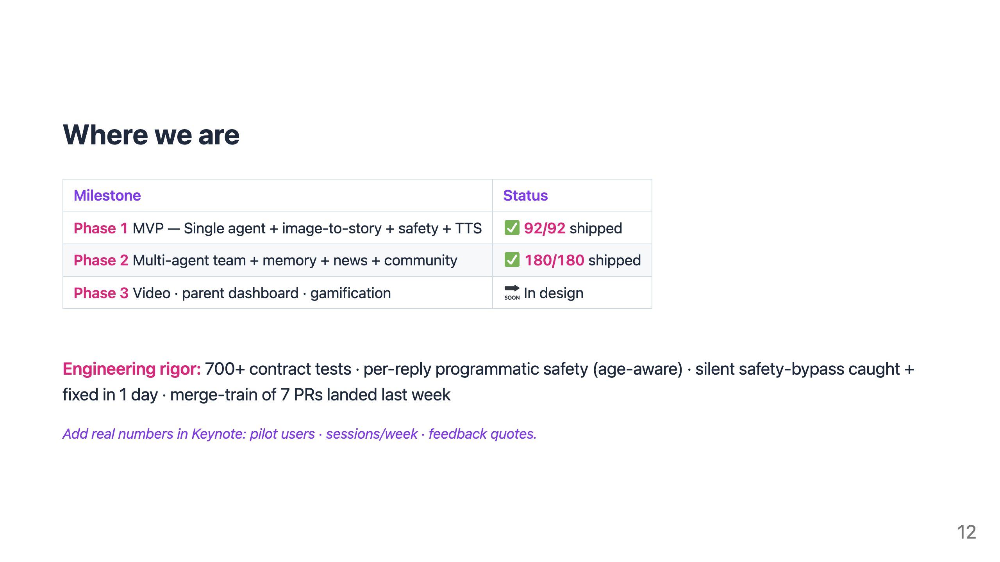 Where we are
Milestone Status
Phase 1 MVP — Single agent + image-to-story + safety + TTS ✅ 92/92 shipped
Phase 2 Multi-agent team + memory + news + community ✅ 180/180 shipped
Phase 3 Video · parent dashboard · gamification 🔜 In design
Engineering rigor: 700+ contract tests · per-reply programmatic safety (age-aware) · silent safety-bypass caught +
fixed in 1 day · merge-train of 7 PRs landed last week
Add real numbers in Keynote: pilot users · sessions/week · feedback quotes.
12